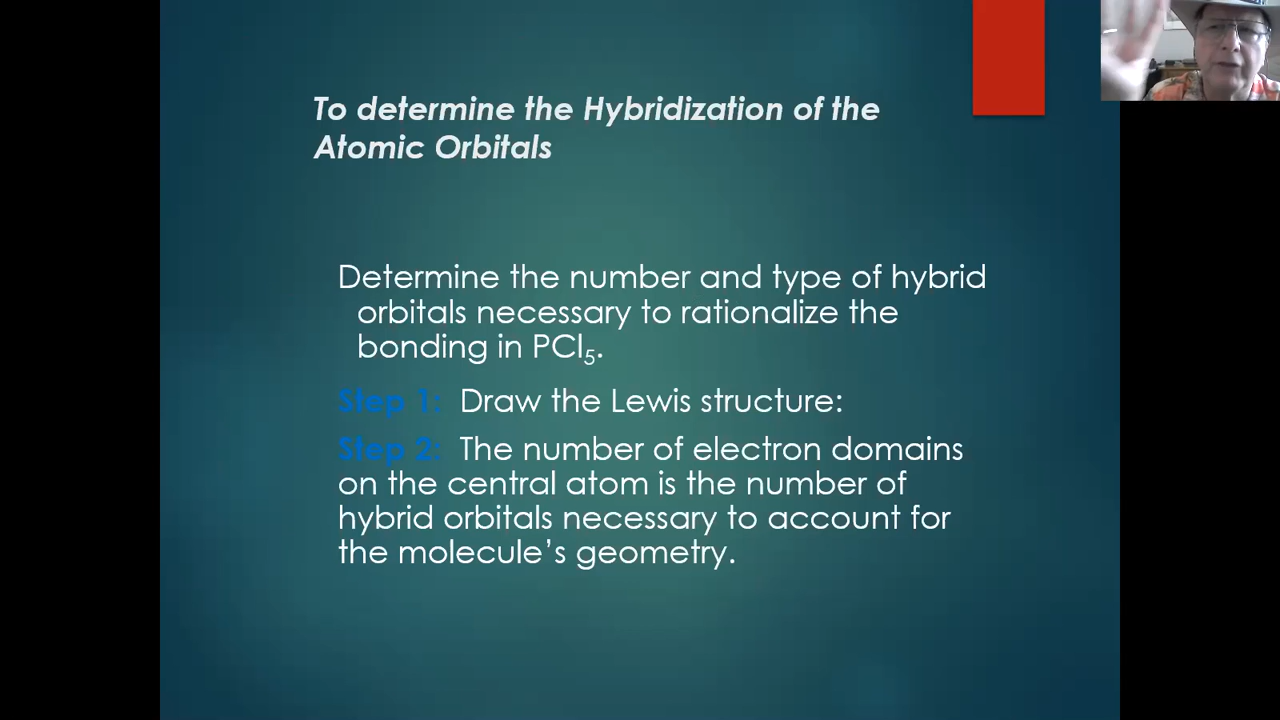 To determine the Hybridization of the
Atomic Orbitals
Determine the number and type of hybrid
orbitals necessary to rationalize the
bonding in PCl₅.
Step 1: Draw the Lewis structure:
Step 2: The number of electron domains
on the central atom is the number of
hybrid orbitals necessary to account for
the molecule’s geometry.